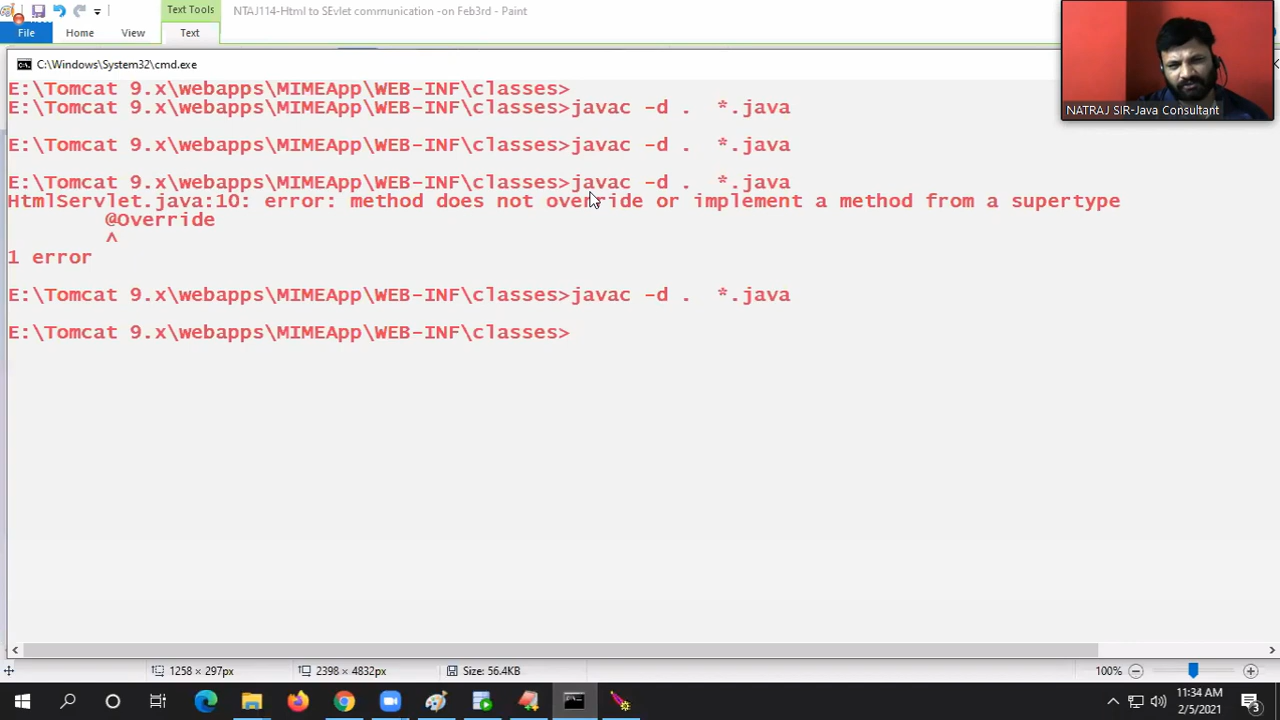 Text Tools
NTAJ114-Html to SEvlet communication -on Feb3rd - Paint
File
Home
View
Text
C:\Windows\System32\cmd.exe
E:\Tomcat 9.x\webapps\MIMEApp\WEB-INF\classes>
E:\Tomcat 9.x\webapps\MIMEApp\WEB-INF\classes>javac -d .  *.java
E:\Tomcat 9.x\webapps\MIMEApp\WEB-INF\classes>javac -d .  *.java
E:\Tomcat 9.x\webapps\MIMEApp\WEB-INF\classes>javac -d .  *.java
HtmlServlet.java:10: error: method does not override or implement a method from a supertype
@Override
^
1 error
E:\Tomcat 9.x\webapps\MIMEApp\WEB-INF\classes>javac -d .  *.java
E:\Tomcat 9.x\webapps\MIMEApp\WEB-INF\classes>
NATRAJ SIR-Java Consultant
1258 × 297px
2398 × 4832px
Size: 56.4KB
100%
11:34 AM
2/5/2021
3